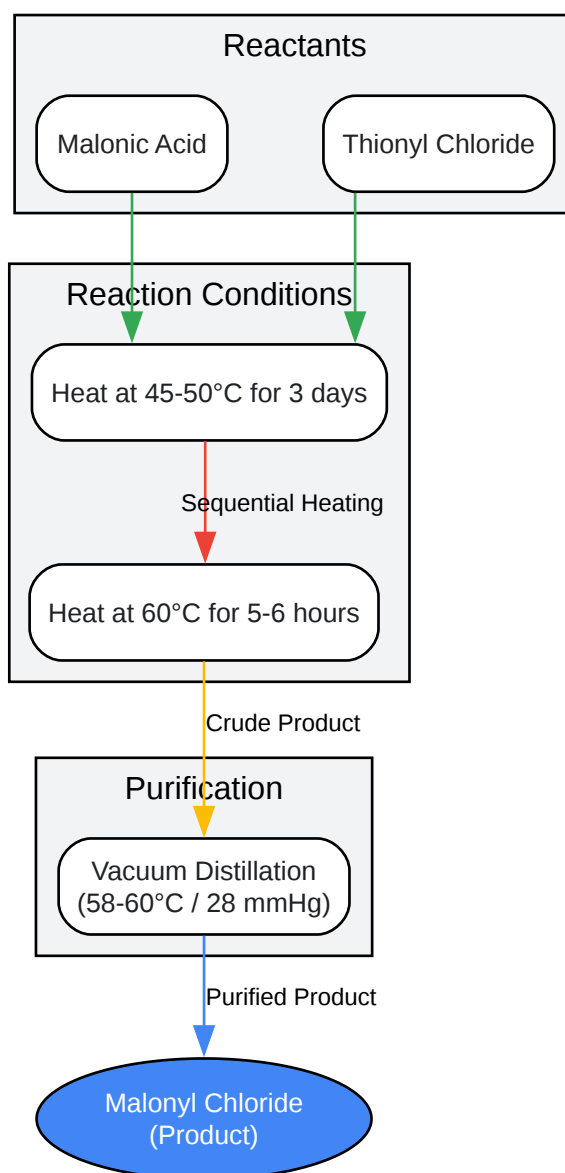 Reactants
Malonic Acid
Thionyl Chloride
Reaction Conditions
Heat at 45-50°C for 3 days
Sequential Heating
Heat at 60°C for 5-6 hours
Crude Product
Purification
Vacuum Distillation
(58-60°C / 28 mmHg)
Purified Product
Malonyl Chloride
(Product)